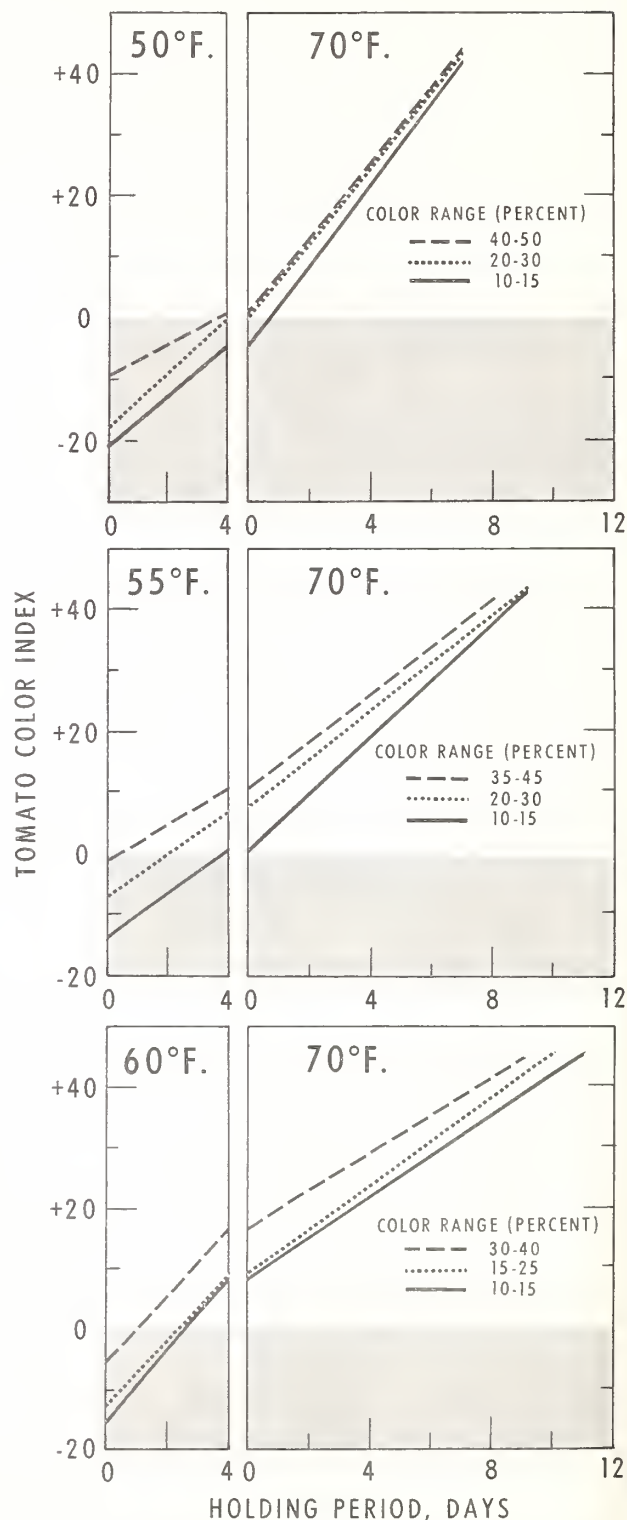 50°F. 70°F.
+40
+20
0
-20
COLOR RANGE (PERCENT)
40-50
20-30
10-15
0 4 0 4 8 12
55°F. 70°F.
+40
+20
0
-20
COLOR RANGE (PERCENT)
35-45
20-30
10-15
0 4 0 4 8 12
60°F. 70°F.
+40
+20
0
-20
COLOR RANGE (PERCENT)
30-40
15-25
10-15
0 4 0 4 8 12
TOMATO COLOR INDEX
HOLDING PERIOD, DAYS